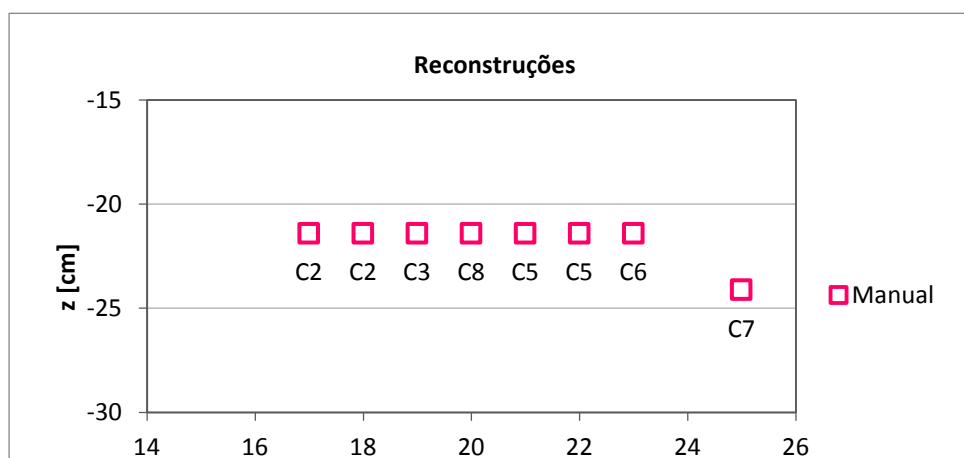 Reconstruções
-15
-20
-25
-30
z [cm]
C2 C2 C3 C8 C5 C5 C6
C7
Manual
14 16 18 20 22 24 26